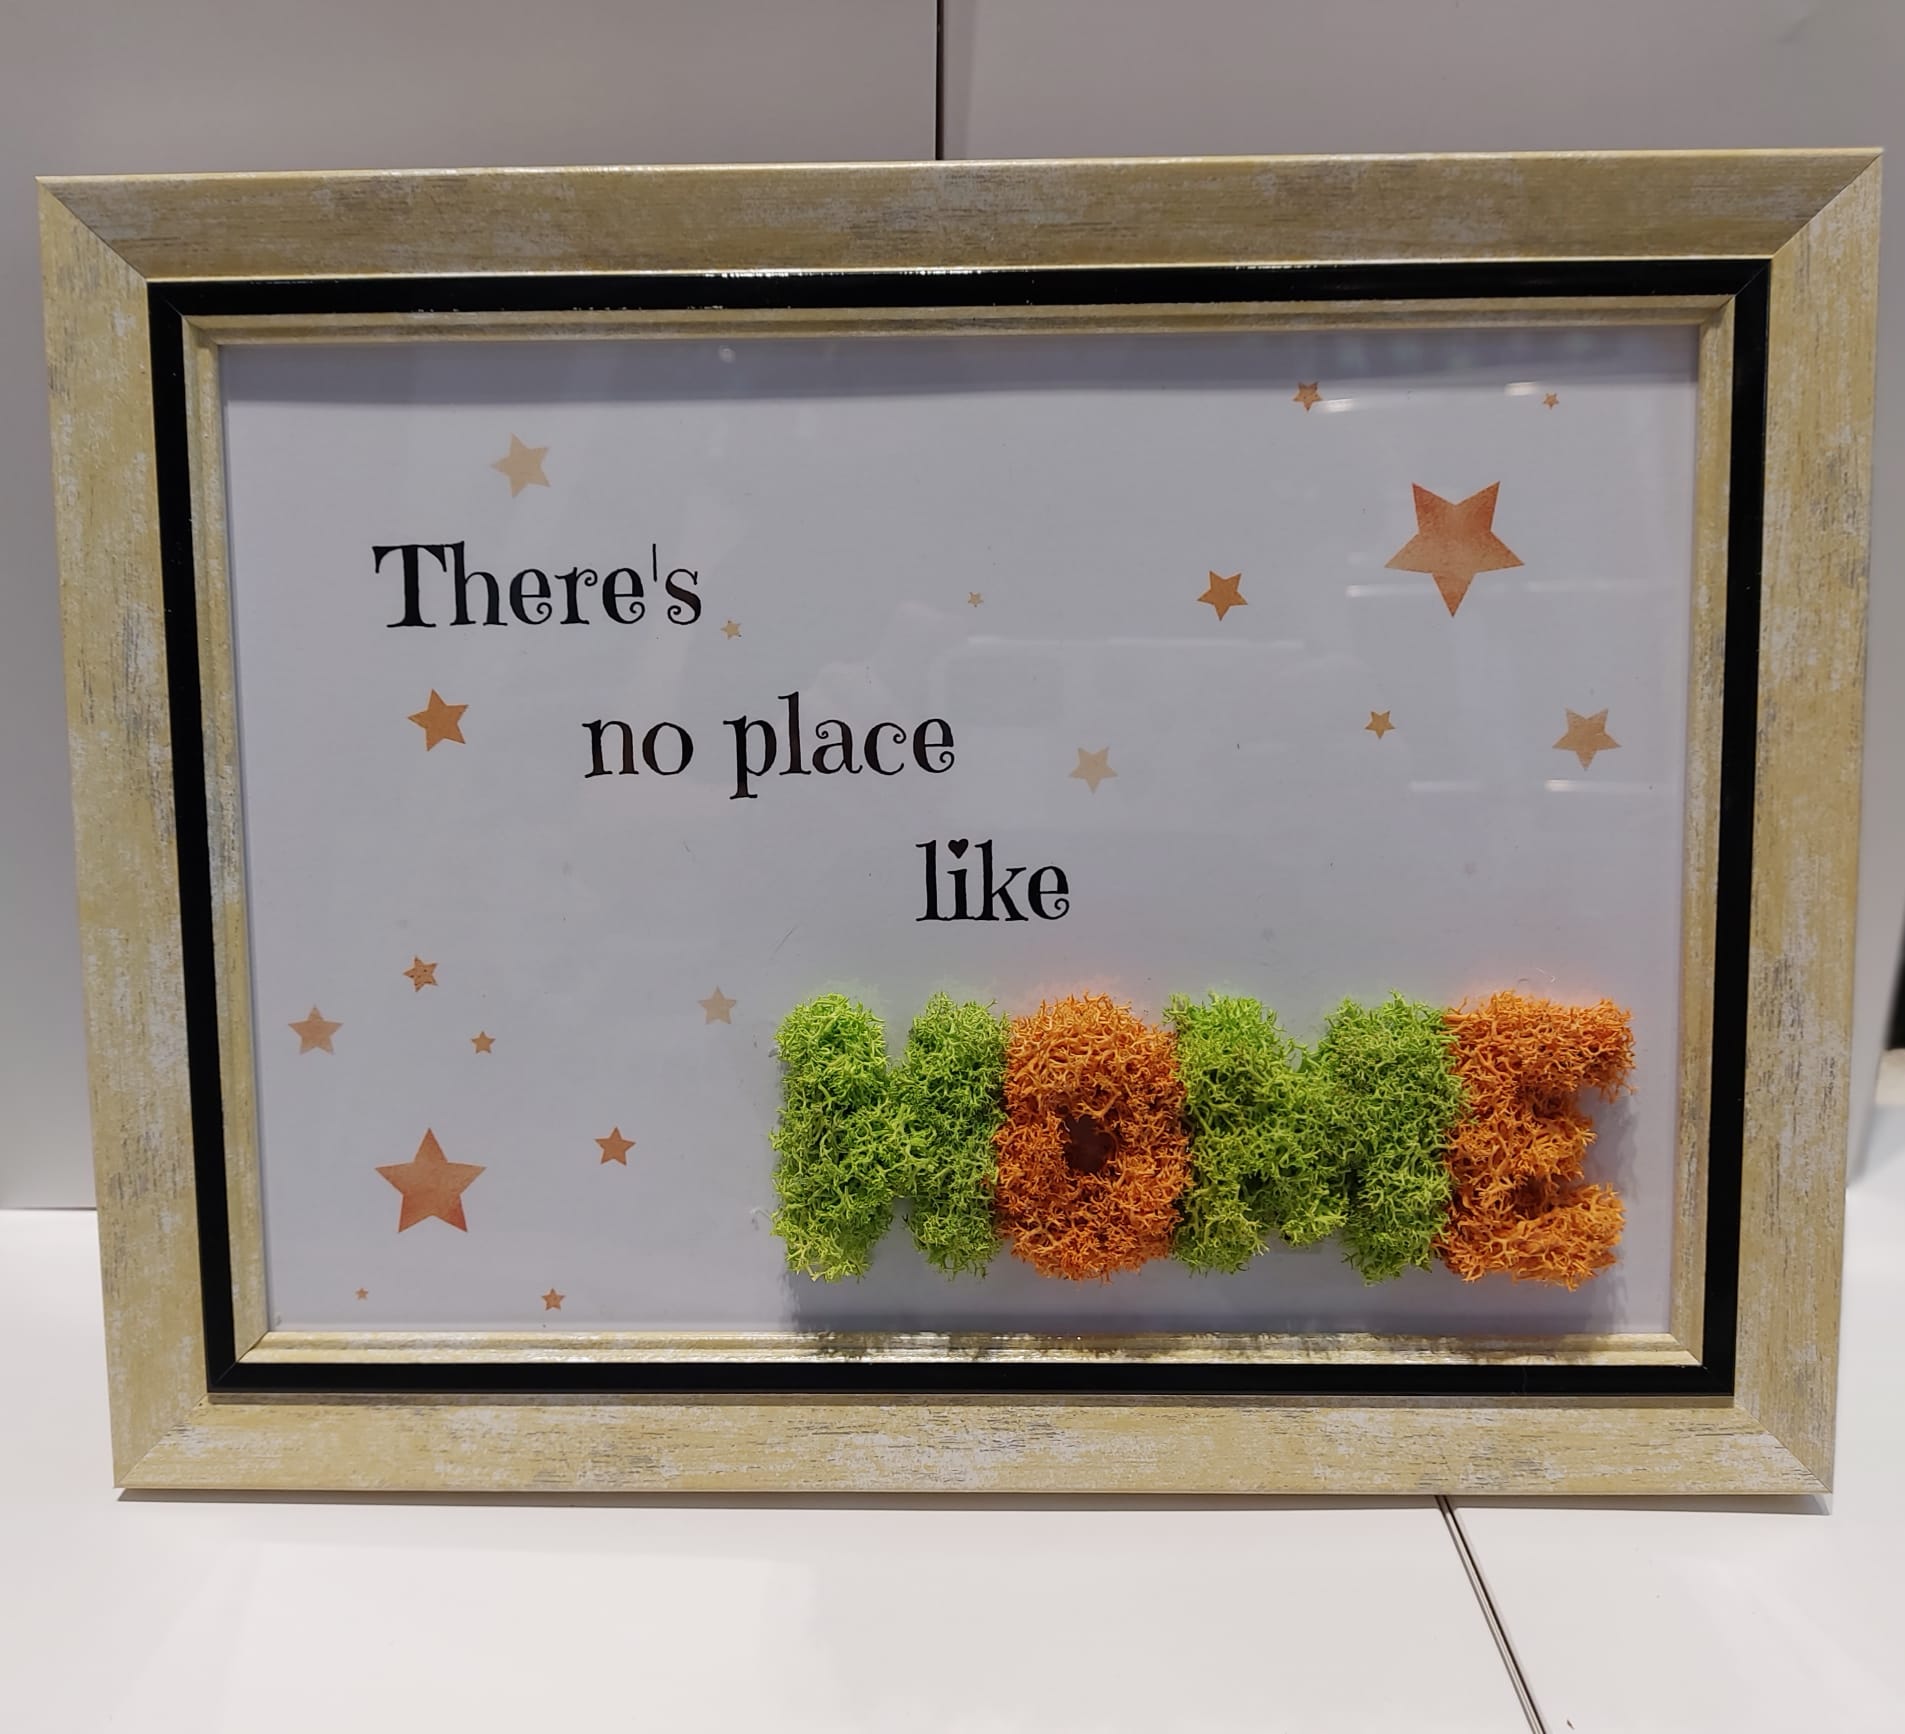 There's
no place
like
HOME